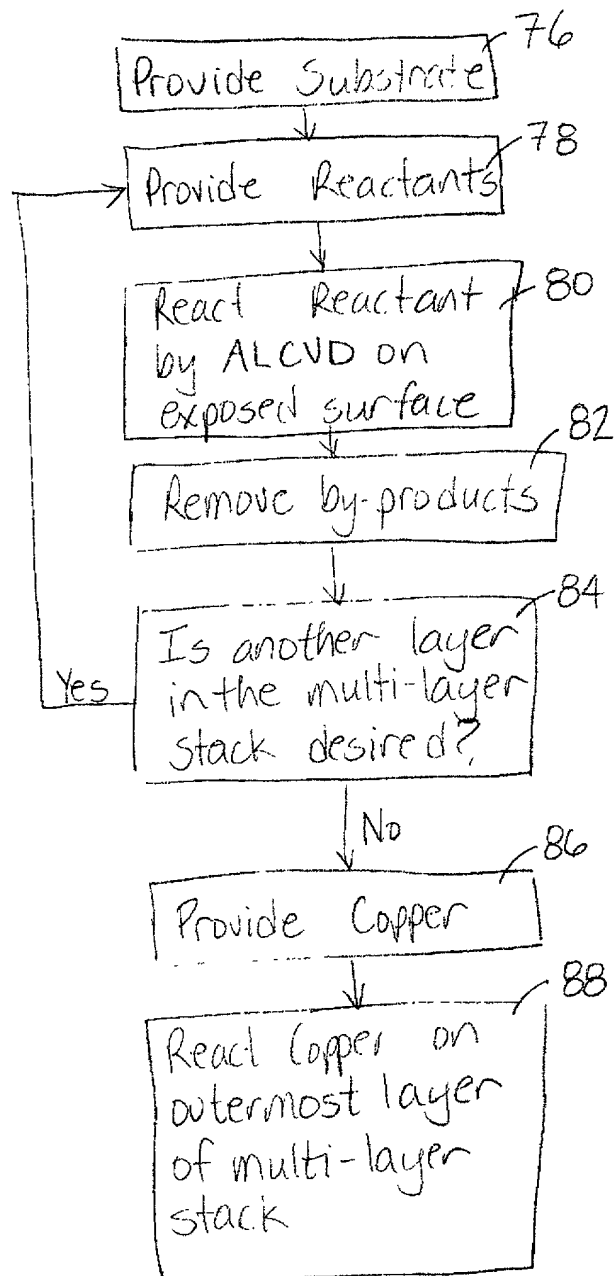 76
Provide Substrate
78
Provide Reactants
80
React Reactant
by ALCVD on
exposed surface
82
Remove by-products
84
Is another layer
in the multi-layer
stack desired?
Yes
No
86
Provide Copper
88
React Copper on
outermost layer
of multi-layer
stack